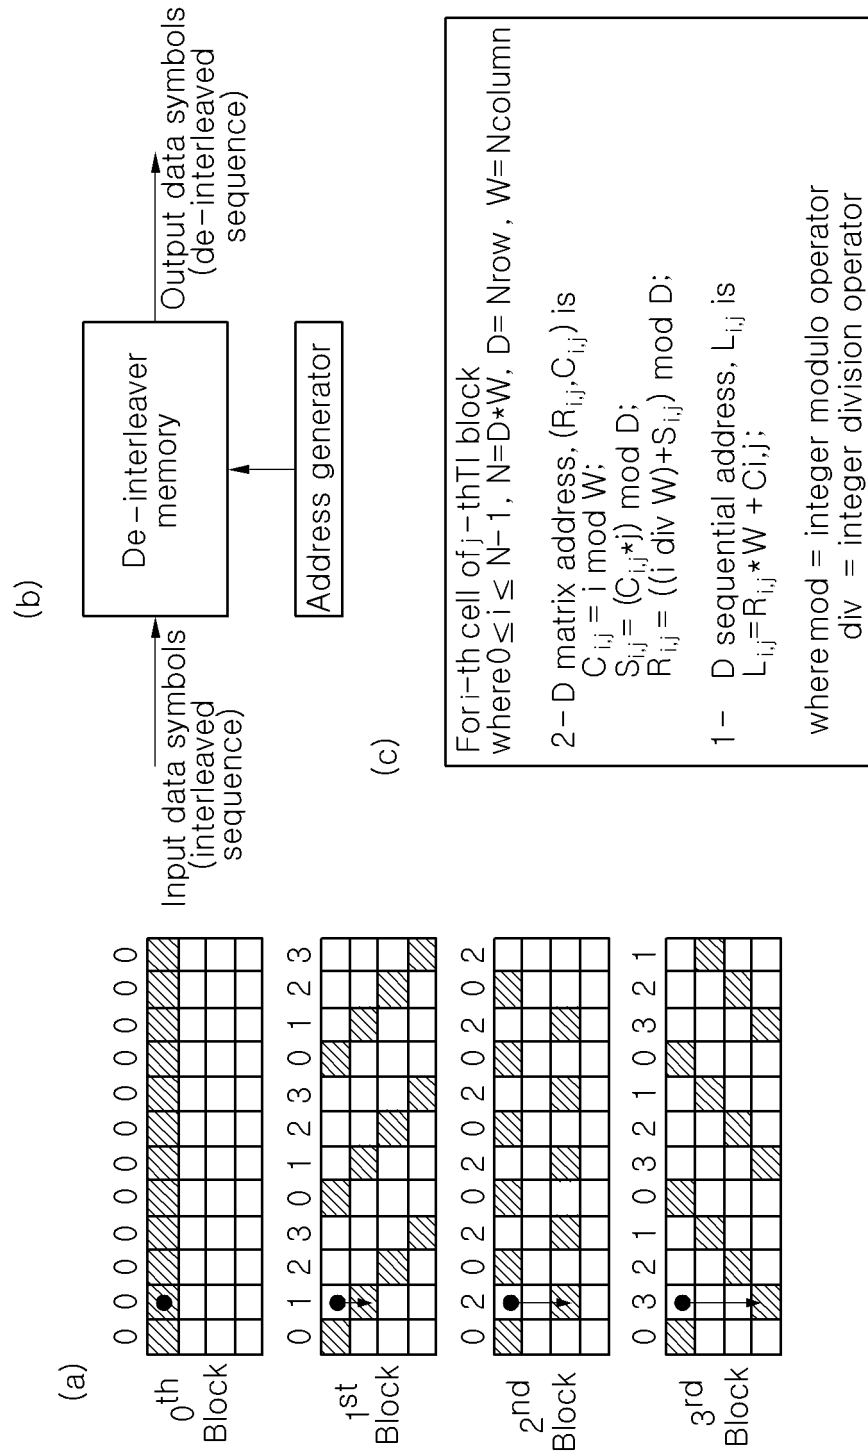 (a)
0 0 0 0 0 0 0 0 0 0 0 0
0th
Block
0 1 2 3 0 1 2 3 0 1 2 3
1st
Block
0 2 0 2 0 2 0 2 0 2 0 2
2nd
Block
0 3 2 1 0 3 2 1 0 3 2 1
3rd
Block
(b)
Input data symbols
(interleaved
sequence)
De-interleaver
memory
Output data symbols
(de-interleaved
sequence)
Address generator
(c)
For i-th cell of j-thTI block
where 0≤ i ≤ N-1, N=D*W, D= Nrow, W= Ncolumn
2-D matrix address, (Ri,j,Ci,j) is
Ci,j= i mod W;
Si,j= (Ci,j*j) mod D;
Ri,j= ((i div W)+Si,j) mod D;
1- D sequential address, Li,j is
Li,j=Ri,j*W +Ci,j;
where mod = integer modulo operator
div = integer division operator